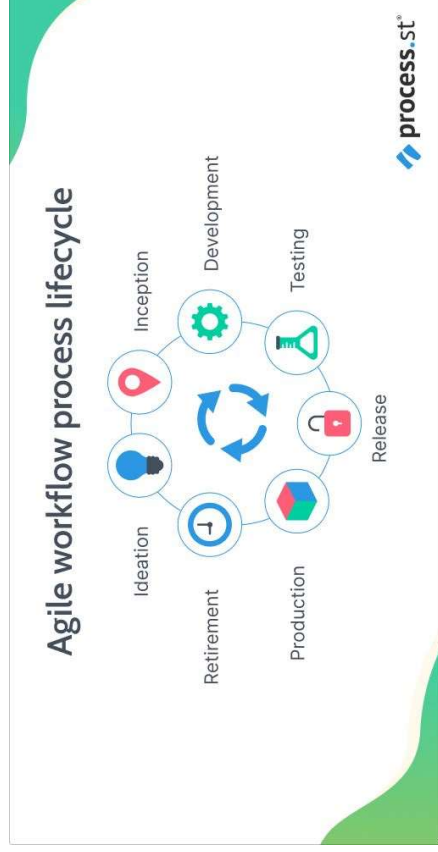 Agile workflow process lifecycle
Ideation
Inception
Development
Testing
Release
Production
Retirement
process.st®